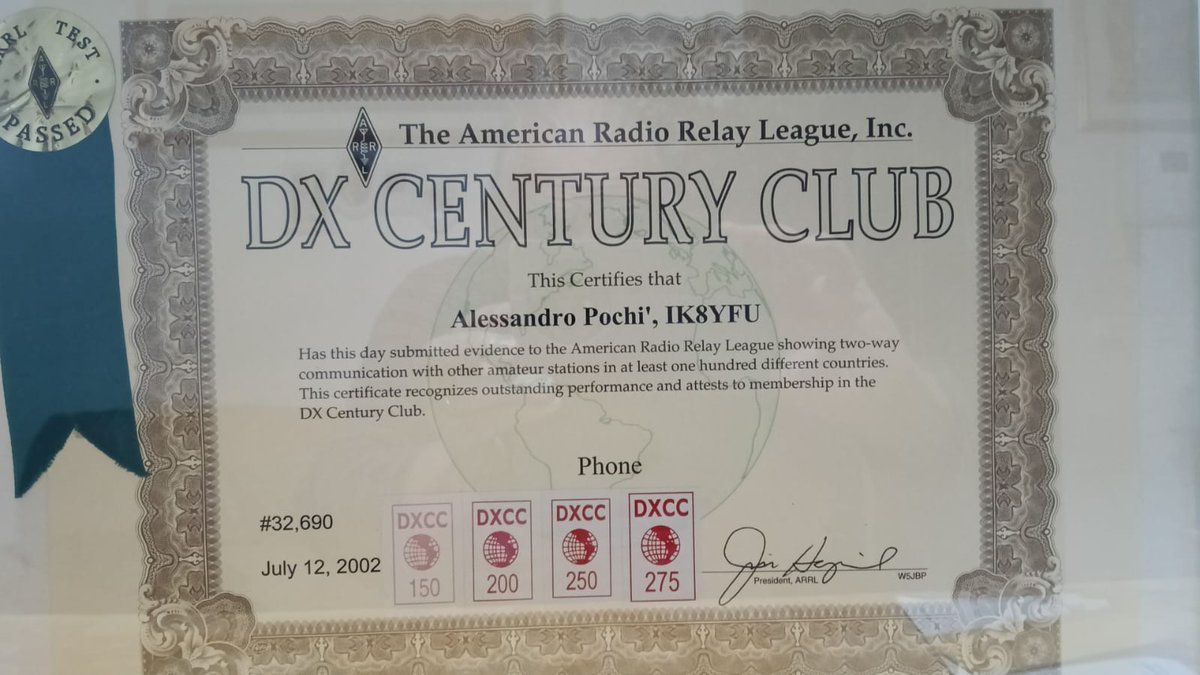 ARRL TEST
PASSED
The American Radio Relay League, Inc.
ARRL
DX CENTURY CLUB
This Certifies that
Alessandro Pochi', IK8YFU
Has this day submitted evidence to the American Radio Relay League showing two-way
communication with other amateur stations in at least one hundred different countries.
This certificate recognizes outstanding performance and attests to membership in the
DX Century Club.
Phone
#32,690
July 12, 2002
DXCC
150
DXCC
200
DXCC
250
DXCC
275
President, ARRL
W5JBP